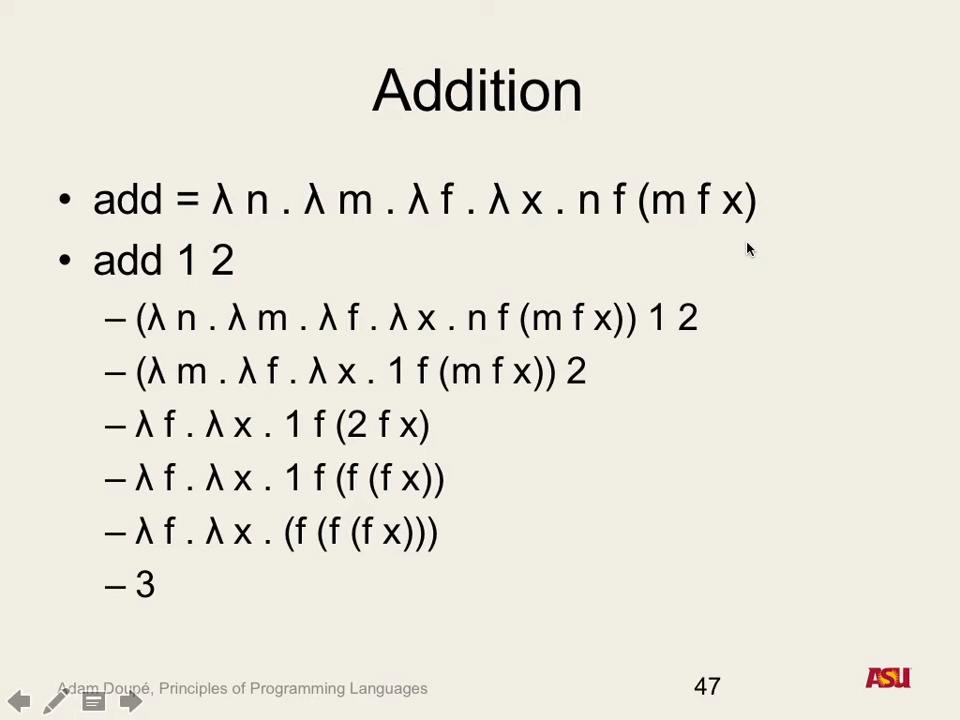 Addition
• add = λ n . λ m . λ f . λ x . n f (m f x)
• add 1 2
– (λ n . λ m . λ f . λ x . n f (m f x)) 1 2
– (λ m . λ f . λ x . 1 f (m f x)) 2
– λ f . λ x . 1 f (2 f x)
– λ f . λ x . 1 f (f (f x))
– λ f . λ x . (f (f (f x)))
– 3
Adam Doupé, Principles of Programming Languages
47
ASU